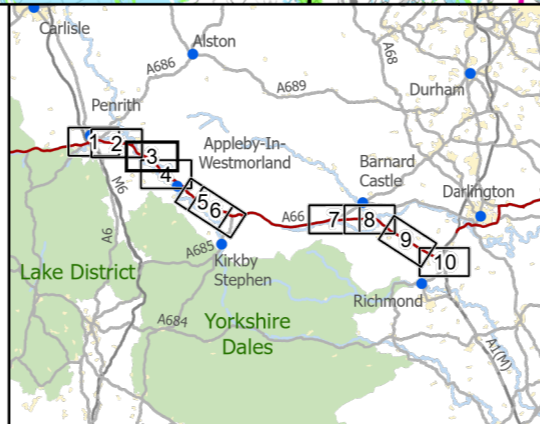 Carlisle
Alston
A686
A689
A68
Durham
Penrith
1
2
3
4
5
6
Appleby-In-
Westmorland
Barnard
Castle
Darlington
M6
A66
7
8
9
10
A6
A685
Kirkby
Stephen
Lake District
Richmond
A684
Yorkshire
Dales
A1(M)